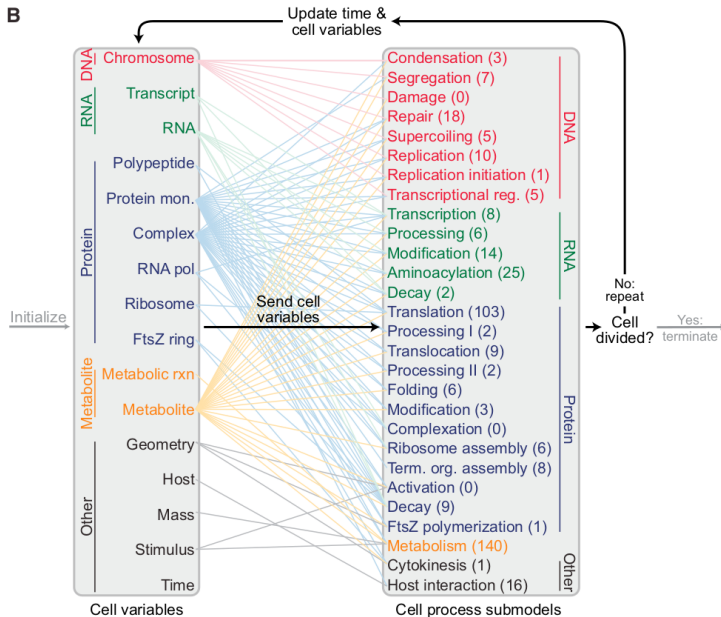 B
Update time &
cell variables
DNA
Chromosome
RNA
Transcript
RNA
Protein
Polypeptide
Protein mon.
Complex
RNA pol
Ribosome
FtsZ ring
Metabolite
Metabolic rxn
Metabolite
Other
Geometry
Host
Mass
Stimulus
Time
Cell variables
Initialize
Send cell
variables
Condensation (3)
Segregation (7)
Damage (0)
Repair (18)
Supercoiling (5)
Replication (10)
Replication initiation (1)
Transcriptional reg. (5)
DNA
Transcription (8)
Processing (6)
Modification (14)
Aminoacylation (25)
Decay (2)
RNA
Translation (103)
Processing I (2)
Translocation (9)
Processing II (2)
Folding (6)
Modification (3)
Complexation (0)
Ribosome assembly (6)
Term. org. assembly (8)
Activation (0)
Decay (9)
FtsZ polymerization (1)
Protein
Metabolism (140)
Cytokinesis (1)
Host interaction (16)
Other
Cell process submodels
No:
repeat
Cell
divided?
Yes:
terminate